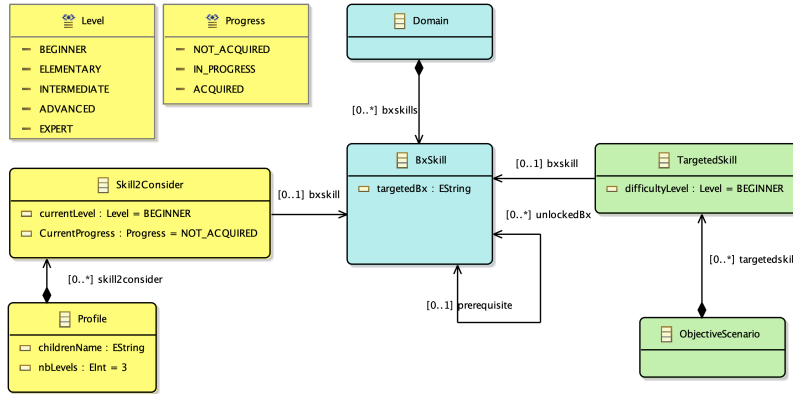 Level
BEGINNER
ELEMENTARY
INTERMEDIATE
ADVANCED
EXPERT
Progress
NOT_ACQUIRED
IN_PROGRESS
ACQUIRED
Domain
[0..*] bxskills
BxSkill
targetedBx : EString
[0..1] bxskill
TargetedSkill
difficultyLevel : Level = BEGINNER
Skill2Consider
currentLevel : Level = BEGINNER
CurrentProgress : Progress = NOT_ACQUIRED
[0..1] bxskill
[0..*] unlockedBx
[0..1] prerequisite
[0..*] skill2consider
[0..*] targetedskil
Profile
childrenName : EString
nbLevels : EInt = 3
ObjectiveScenario